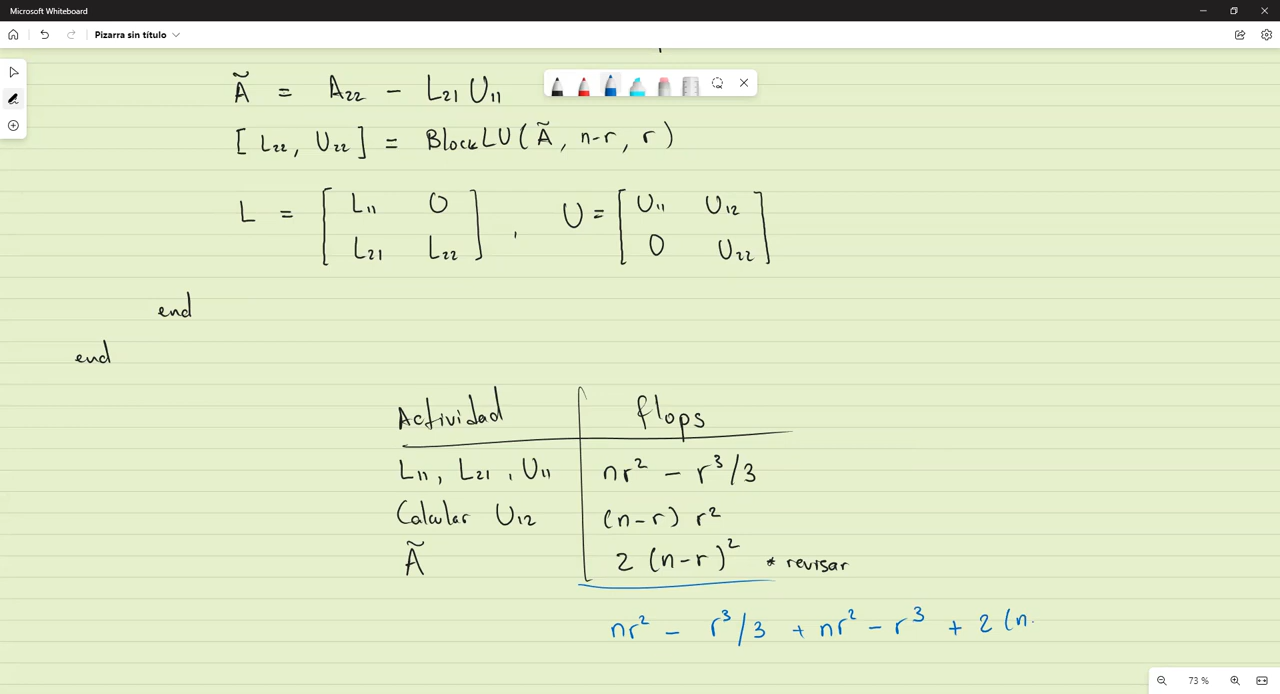 Microsoft Whiteboard
Pizarra sin título
Ã = A₂₂ - L₂₁ U₁₁
[ L₂₂, U₂₂ ] = BlockLU( Ã, n-r, r )
L = [ L₁₁ 0
L₂₁ L₂₂ ] , U = [ U₁₁ U₁₂
0 U₂₂ ]
end
end
Actividad flops
L₁₁, L₂₁, U₁₁ nr² - r³/3
Calcular U₁₂ (n-r) r²
Ã 2 (n-r)² * revisar
nr² - r³/3 + nr² - r³ + 2 (n
73 %